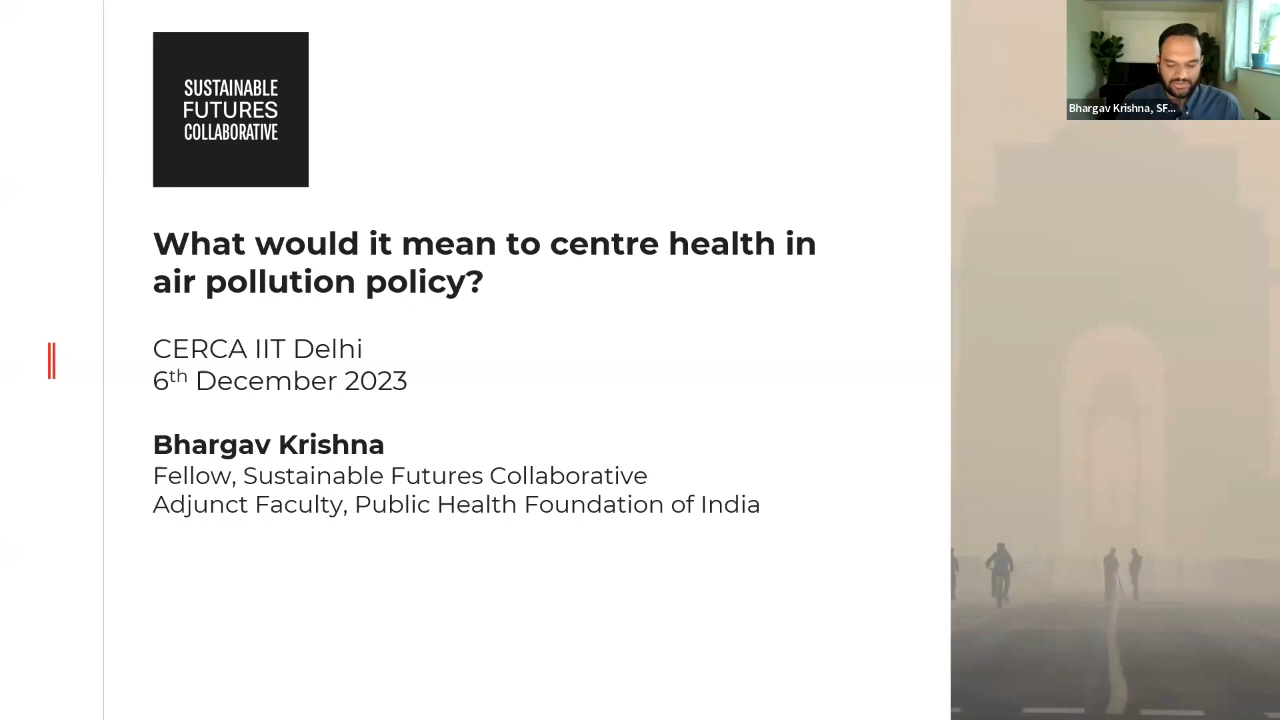 SUSTAINABLE
FUTURES
COLLABORATIVE
What would it mean to centre health in
air pollution policy?
CERCA IIT Delhi
6th December 2023
Bhargav Krishna
Fellow, Sustainable Futures Collaborative
Adjunct Faculty, Public Health Foundation of India
Bhargav Krishna, SF...